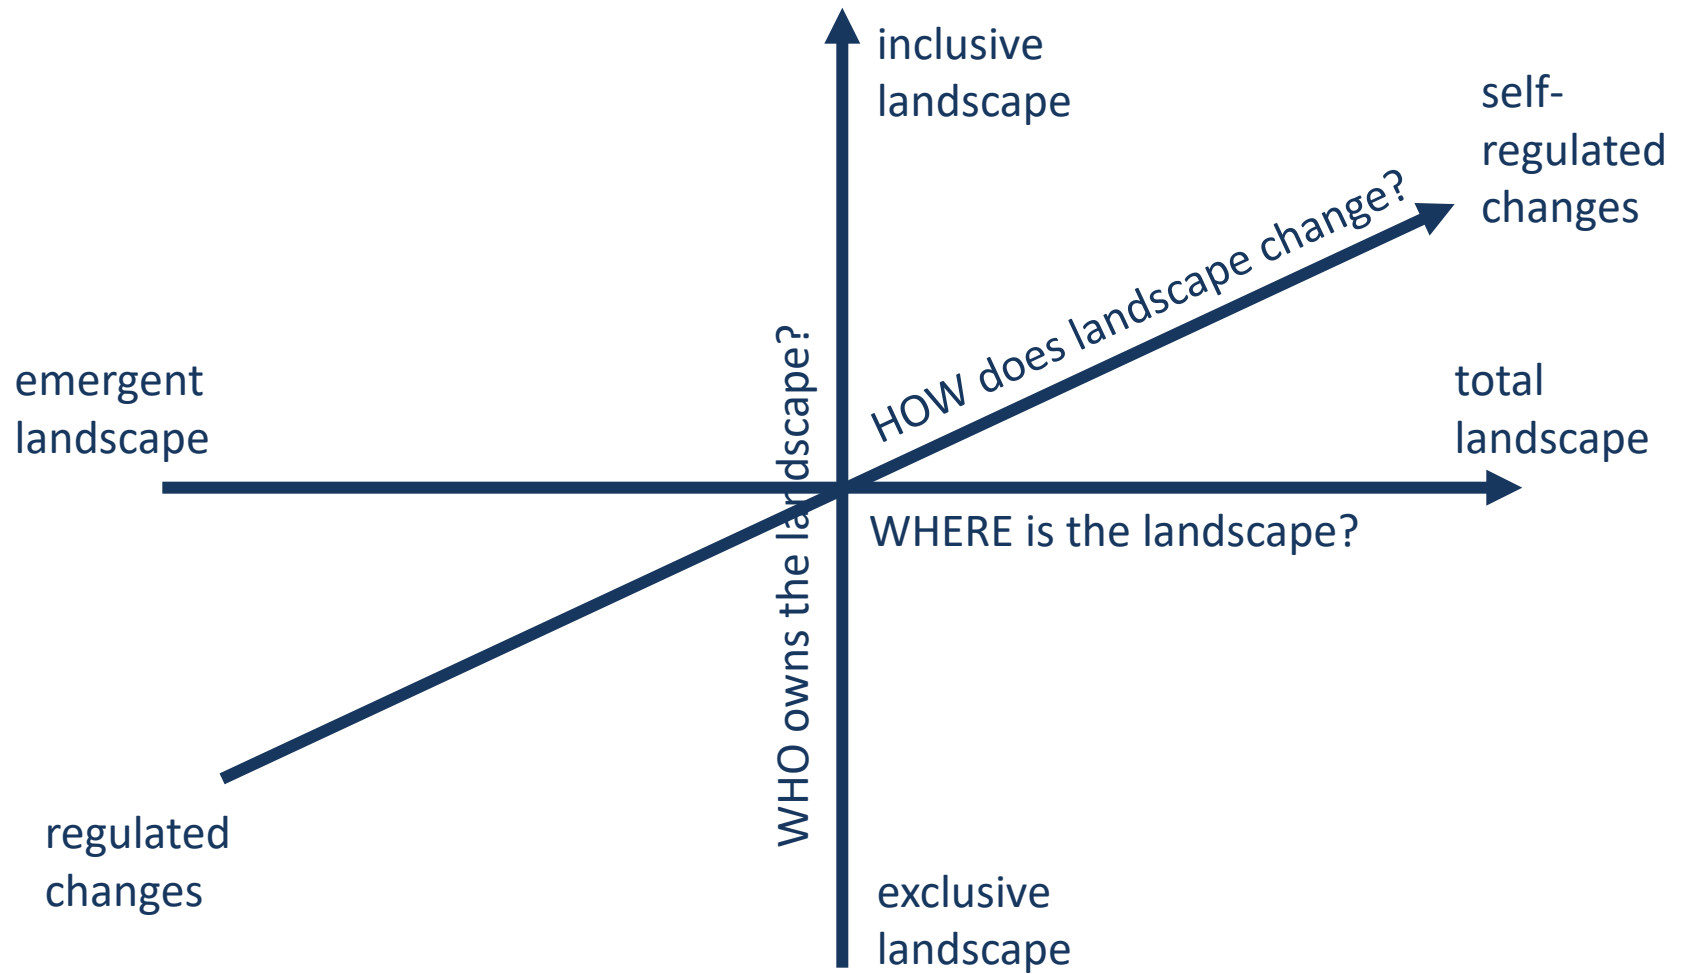 inclusive
landscape
self-
regulated
changes
HOW does landscape change?
emergent
landscape
total
landscape
WHO owns the landscape?
WHERE is the landscape?
regulated
changes
exclusive
landscape